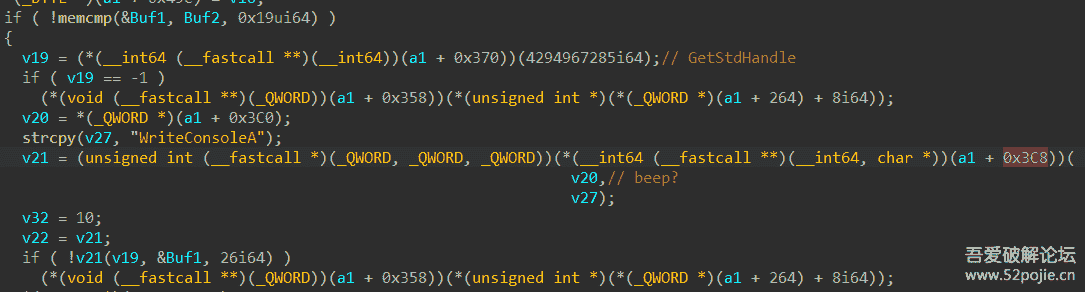 if ( !memcmp(&Buf1, Buf2, 0x19ui64) )
{
v19 = (*(__int64 (__fastcall **)(__int64))(a1 + 0x370))(4294967285i64);// GetStdHandle
if ( v19 == -1 )
(*(void (__fastcall **)(_QWORD))(a1 + 0x358))(*(unsigned int *)(*(_QWORD *)(a1 + 264) + 8i64));
v20 = *(_QWORD *)(a1 + 0x3C0);
strcpy(v27, "WriteConsoleA");
v21 = (unsigned int (__fastcall *)(_QWORD, _QWORD, _QWORD))(*(__int64 (__fastcall **)(__int64, char *))(a1 + 0x3C8))(
v20,// beep?
v27);
v32 = 10;
v22 = v21;
if ( !v21(v19, &Buf1, 26i64) )
(*(void (__fastcall **)(_QWORD))(a1 + 0x358))(*(unsigned int *)(*(_QWORD *)(a1 + 264) + 8i64));
吾爱破解论坛
www.52pojie.cn